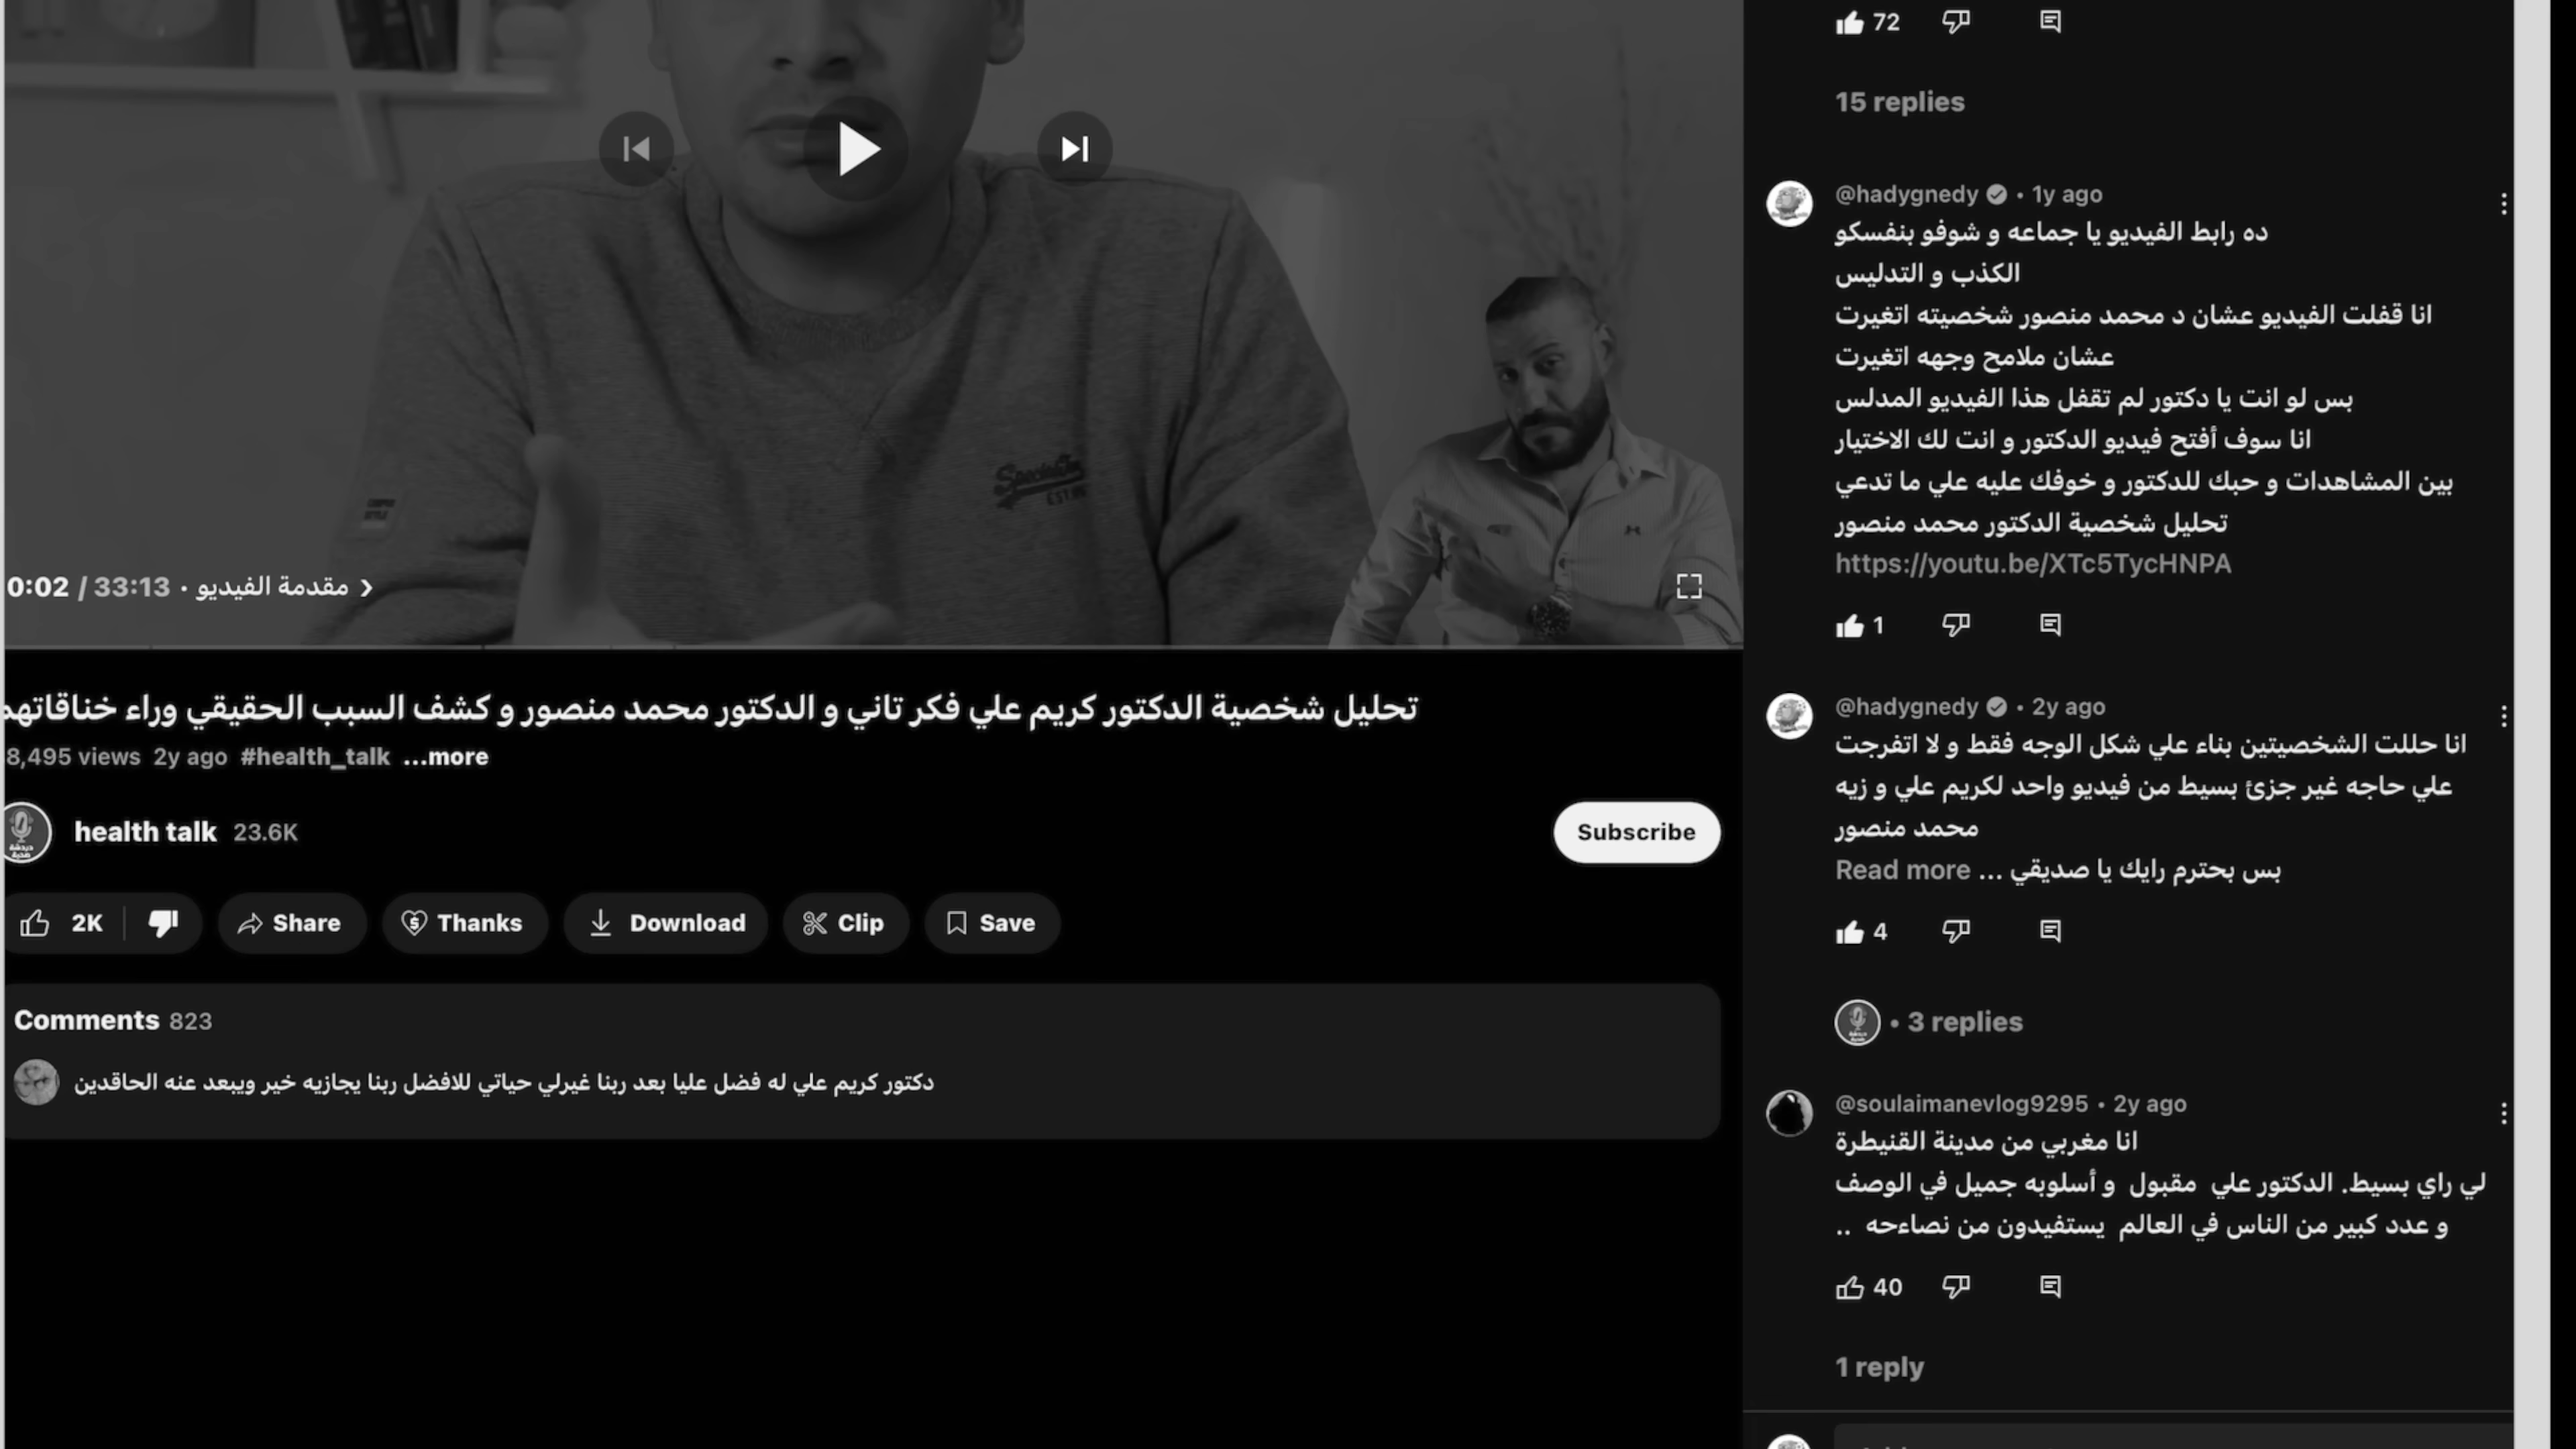 0:02 / 33:13 • مقدمة الفيديو
تحليل شخصية الدكتور كريم علي فكر تاني و الدكتور محمد منصور و كشف السبب الحقيقي وراء خناقاتهم
8,495 views 2y ago #health_talk ...more
health talk 23.6K
Subscribe
2K Share Thanks Download Clip Save
Comments 823
دكتور كريم علي له فضل عليا بعد ربنا غيرلي حياتي للافضل ربنا يجازيه خير ويبعد عنه الحاقدين
72
15 replies
@hadygnedy • 1y ago
ده رابط الفيديو يا جماعه و شوفو بنفسكو
الكذب و التدليس
انا قفلت الفيديو عشان د محمد منصور شخصيته اتغيرت
عشان ملامح وجهه اتغيرت
بس لو انت يا دكتور لم تقفل هذا الفيديو المدلس
انا سوف أفتح فيديو الدكتور و انت لك الاختيار
بين المشاهدات و حبك للدكتور و خوفك عليه علي ما تدعي
تحليل شخصية الدكتور محمد منصور
https://youtu.be/XTc5TycHNPA
1
@hadygnedy • 2y ago
انا حللت الشخصيتين بناء علي شكل الوجه فقط و لا اتفرجت
علي حاجه غير جزئ بسيط من فيديو واحد لكريم علي و زيه
محمد منصور
بس بحترم رايك يا صديقي ... Read more
4
• 3 replies
@soulaimanevlog9295 • 2y ago
انا مغربي من مدينة القنيطرة
لي راي بسيط. الدكتور علي مقبول و أسلوبه جميل في الوصف
و عدد كبير من الناس في العالم يستفيدون من نصاءحه ..
40
1 reply